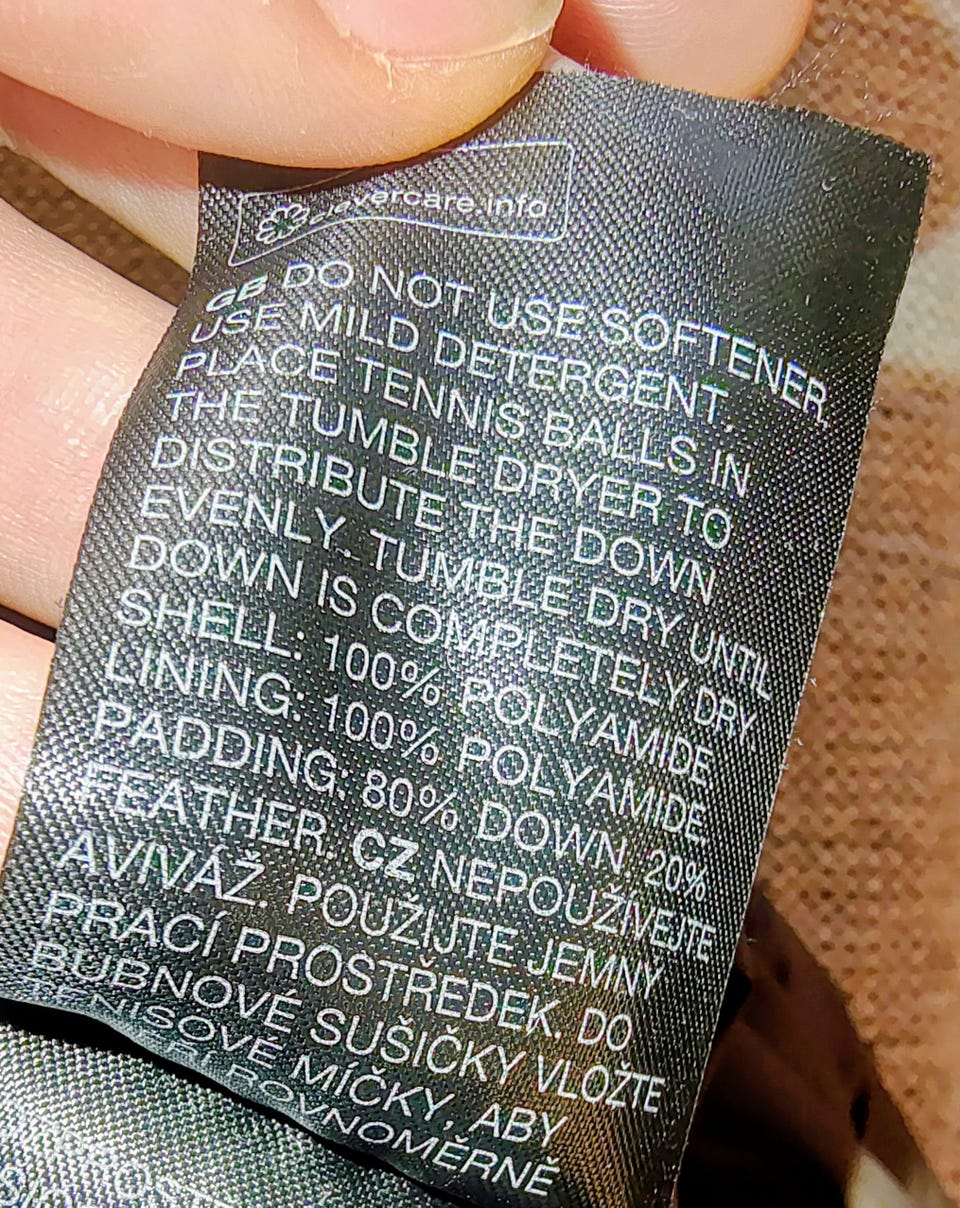 clevercare.info
GB DO NOT USE SOFTENER.
USE MILD DETERGENT.
PLACE TENNIS BALLS IN
THE TUMBLE DRYER TO
DISTRIBUTE THE DOWN
EVENLY. TUMBLE DRY UNTIL
DOWN IS COMPLETELY DRY.
SHELL: 100% POLYAMIDE.
LINING: 100% POLYAMIDE.
PADDING: 80% DOWN, 20%
FEATHER. CZ NEPOUŽÍVEJTE
AVIVÁŽ. POUŽIJTE JEMNÝ
PRACÍ PROSTŘEDEK. DO
BUBNOVÉ SUŠIČKY VLOŽTE
TENISOVÉ MÍČKY, ABY
ROVNOMĚRNĚ